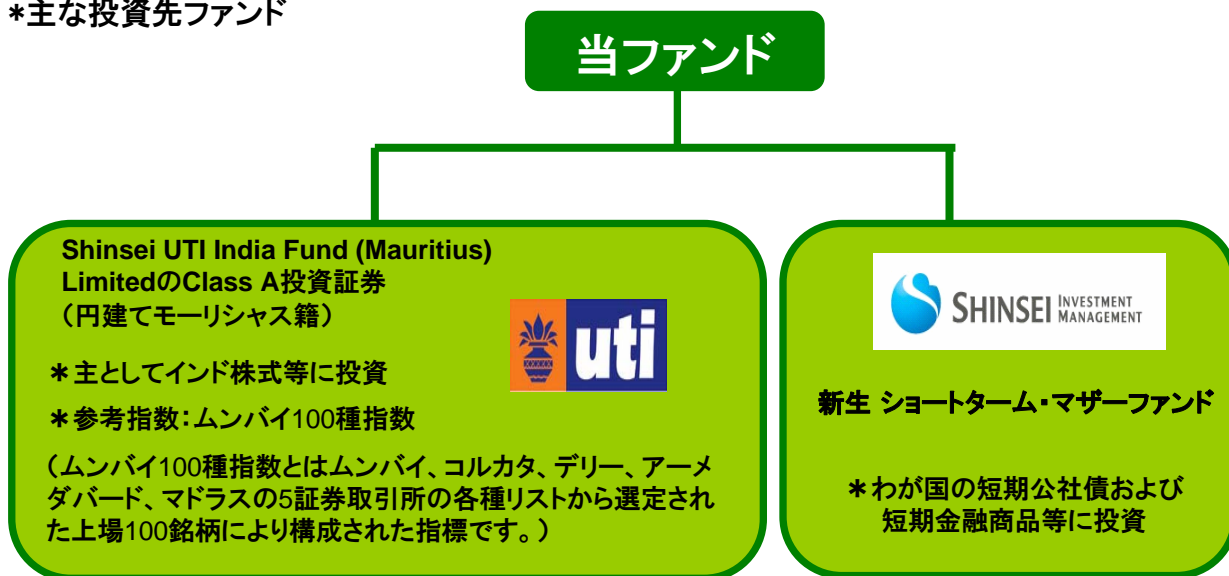 *主な投資先ファンド
当ファンド
Shinsei UTI India Fund (Mauritius)
LimitedのClass A投資証券
（円建てモーリシャス籍）
uti
＊主としてインド株式等に投資
＊参考指数：ムンバイ100種指数
（ムンバイ100種指数とはムンバイ、コルカタ、デリー、アーメ
ダバード、マドラスの5証券取引所の各種リストから選定され
た上場100銘柄により構成された指標です。）
SHINSEI INVESTMENT
MANAGEMENT
新生 ショートターム・マザーファンド
＊わが国の短期公社債および
短期金融商品等に投資